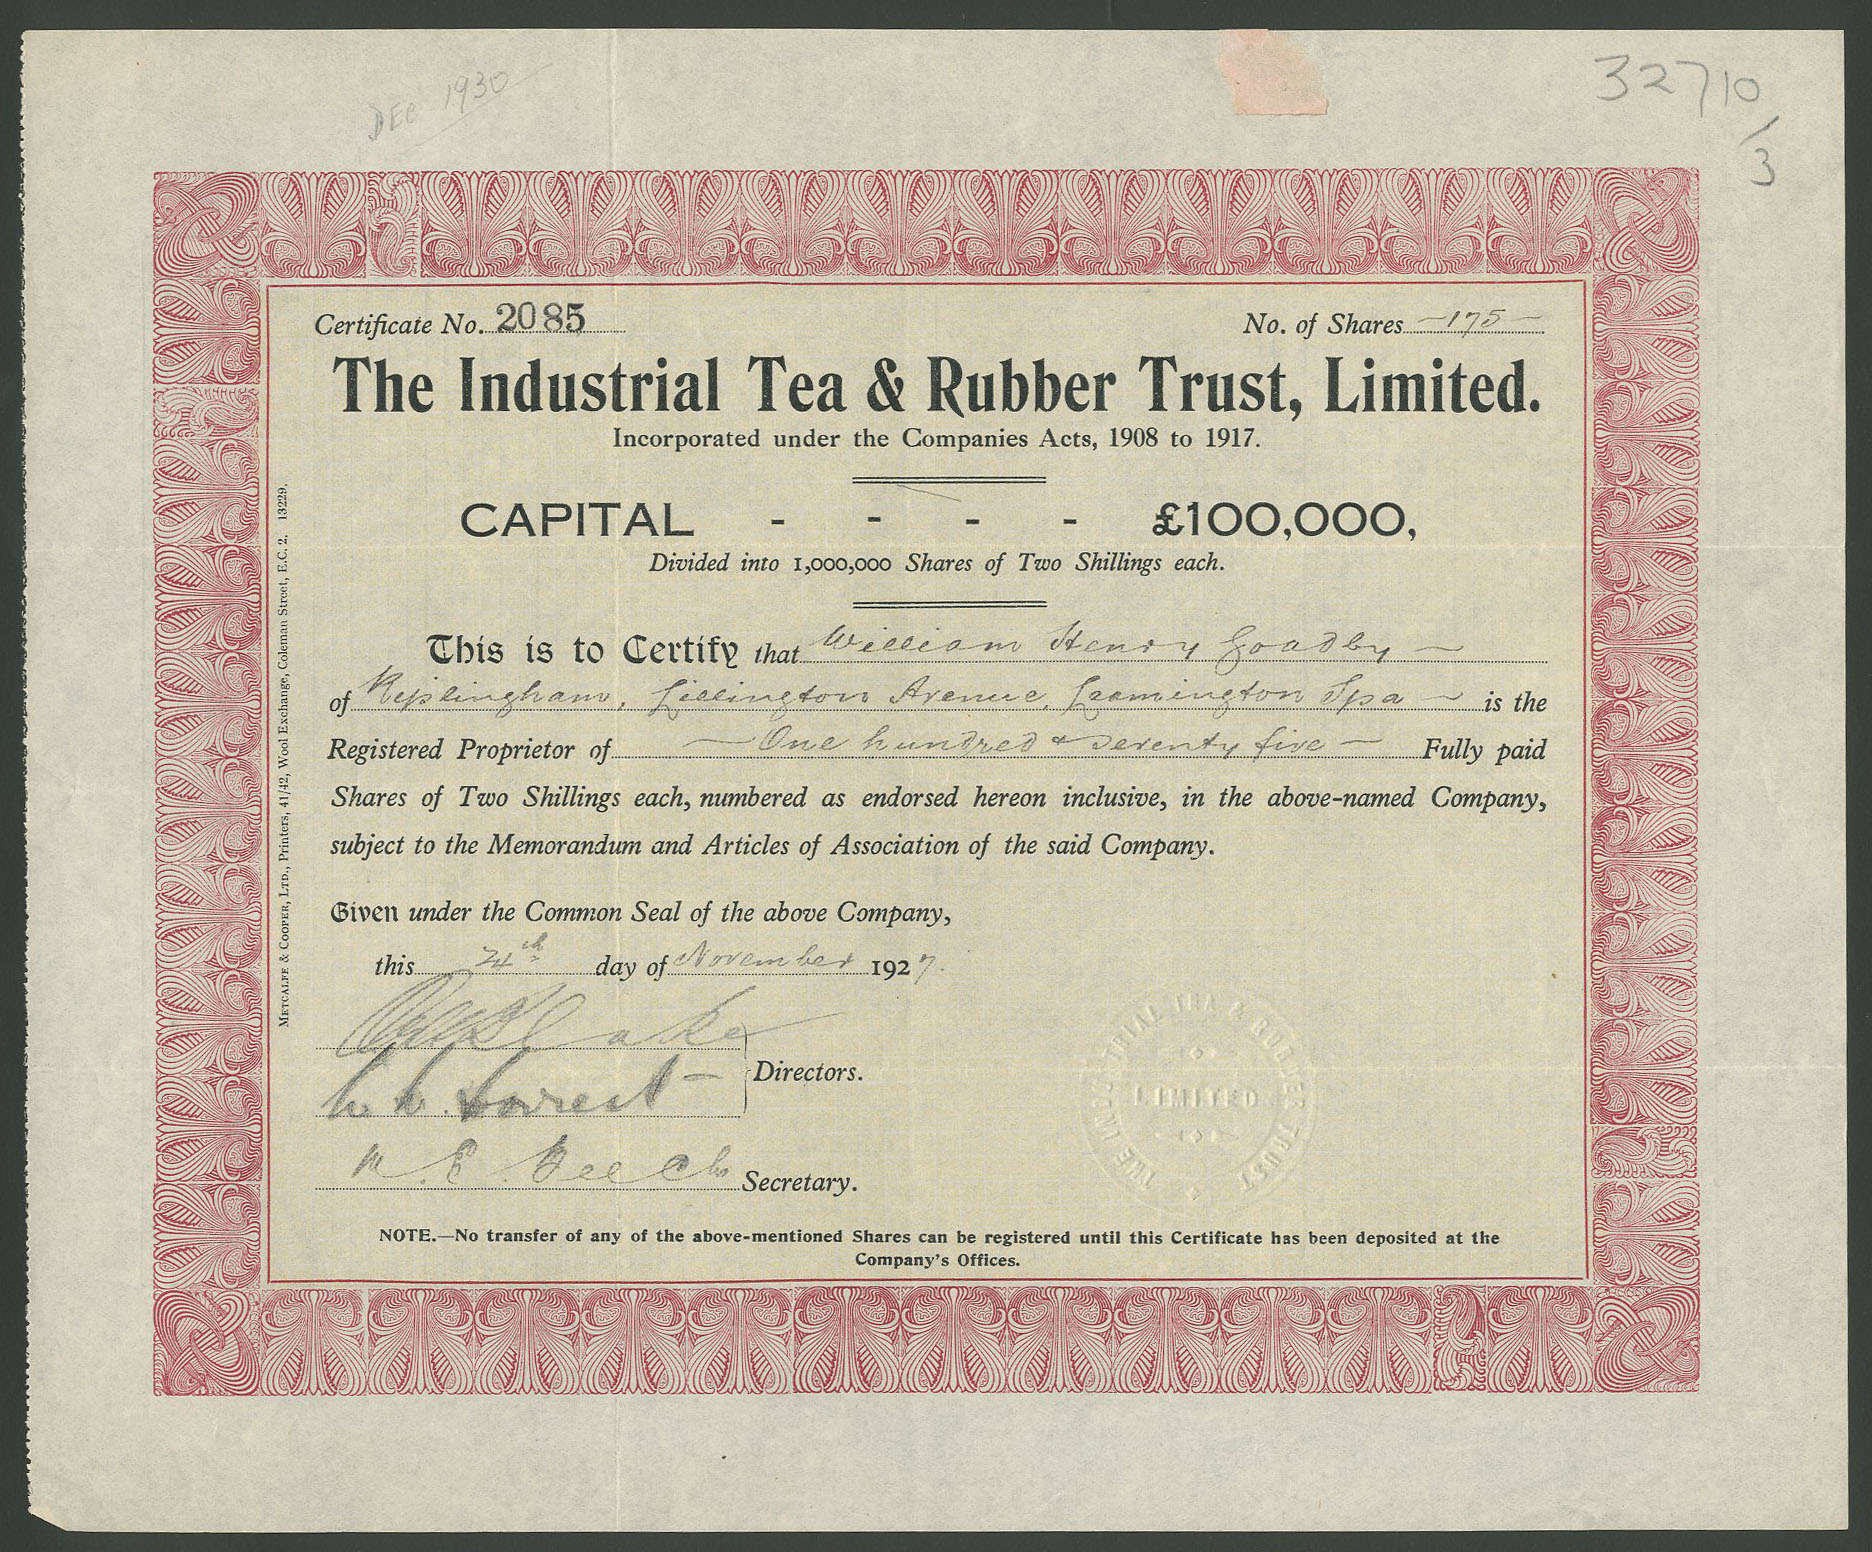 DEC 1930
32710/3
Certificate No. 2085
No. of Shares 175
The Industrial Tea & Rubber Trust, Limited.
Incorporated under the Companies Acts, 1908 to 1917.
CAPITAL - - - - £100,000,
Divided into 1,000,000 Shares of Two Shillings each.
This is to Certify that William Henry Goadby
of Replingham, Lillington Avenue, Leamington Spa is the
Registered Proprietor of One hundred & seventy five Fully paid
Shares of Two Shillings each, numbered as endorsed hereon inclusive, in the above-named Company,
subject to the Memorandum and Articles of Association of the said Company.
Given under the Common Seal of the above Company,
this 24th day of November 1927.
Directors.
Secretary.
THE INDUSTRIAL TEA & RUBBER TRUST
LIMITED
NOTE.—No transfer of any of the above-mentioned Shares can be registered until this Certificate has been deposited at the
Company's Offices.
METCALFE & COOPER, LTD., Printers, 41/42, Wool Exchange, Coleman Street, E.C. 2. 13229.